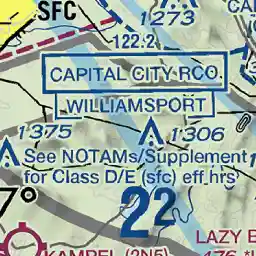 SFC
1273
CA
122.2
CAPITAL CITY RCO
WILLIAMSPORT
1375
1306
See NOTAMs/Supplement
for Class D/E (sfc) eff hrs
7°
22
LAZY B
KAMPEL (2N5)
476